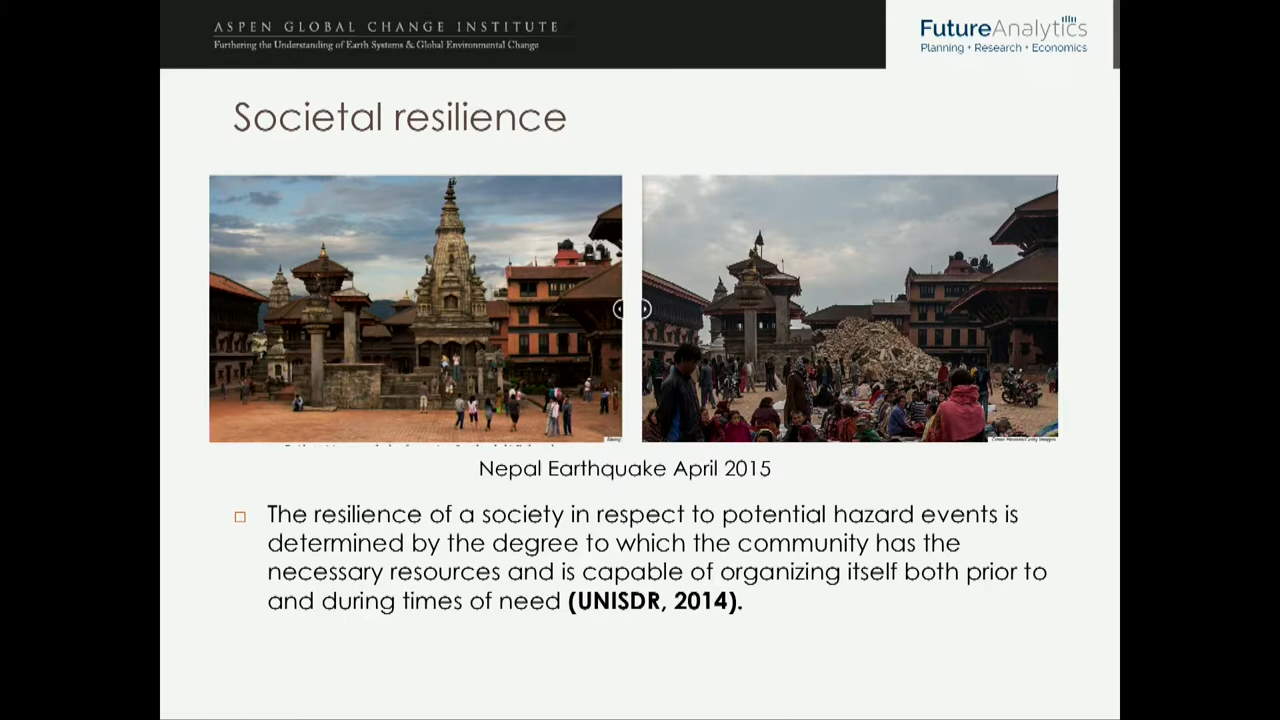 ASPEN GLOBAL CHANGE INSTITUTE
Furthering the Understanding of Earth Systems & Global Environmental Change
FutureAnalytics
Planning • Research • Economics
Societal resilience
Nepal Earthquake April 2015
The resilience of a society in respect to potential hazard events is
determined by the degree to which the community has the
necessary resources and is capable of organizing itself both prior to
and during times of need (UNISDR, 2014).